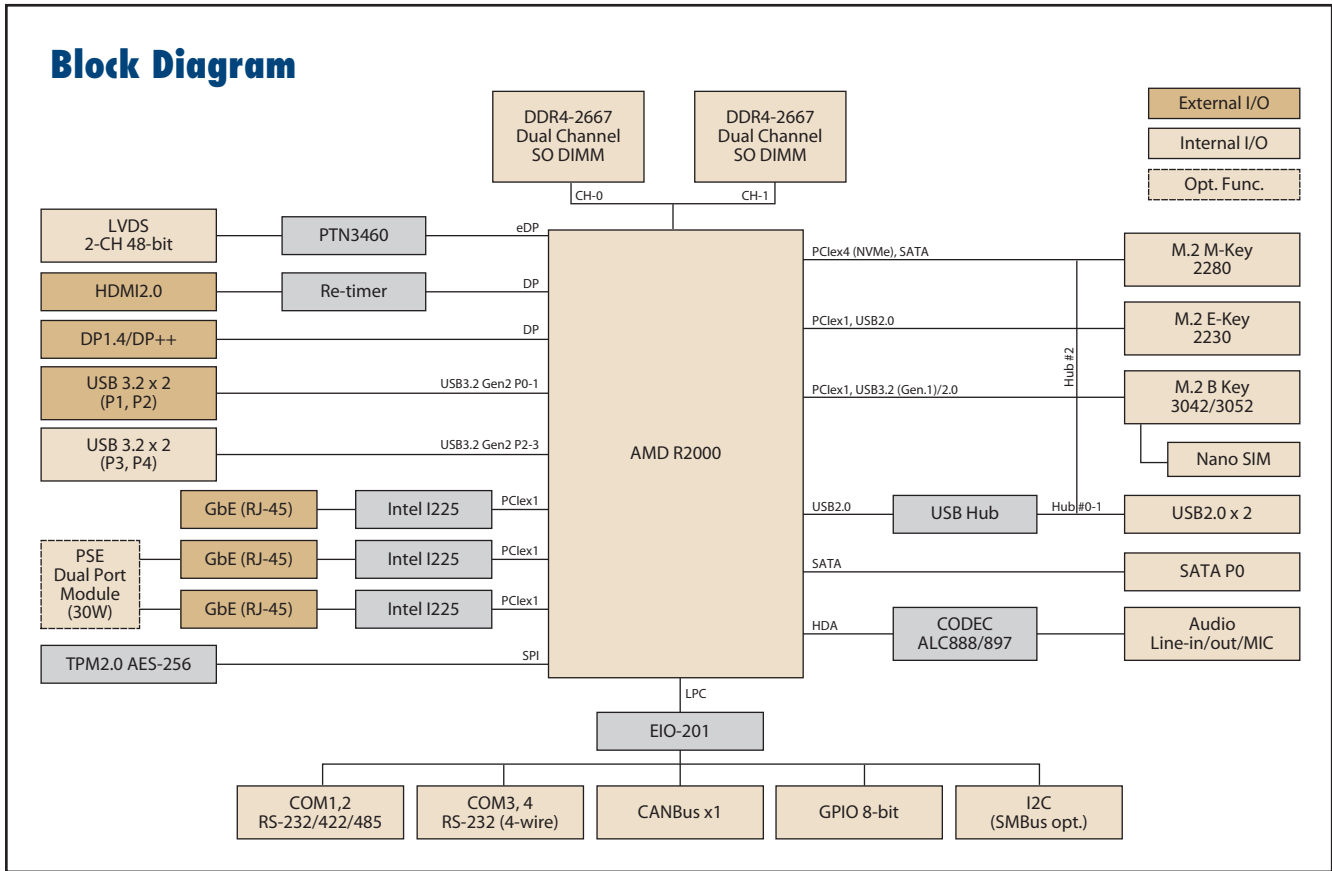 Block Diagram
DDR4-2667
Dual Channel
SO DIMM
DDR4-2667
Dual Channel
SO DIMM
External I/O
Internal I/O
Opt. Func.
CH-0
CH-1
LVDS
2-CH 48-bit
PTN3460
eDP
HDMI2.0
Re-timer
DP
DP1.4/DP++
DP
USB 3.2 x 2
(P1, P2)
USB3.2 Gen2 P0-1
USB 3.2 x 2
(P3, P4)
USB3.2 Gen2 P2-3
GbE (RJ-45)
Intel I225
PCIex1
PSE
Dual Port
Module
(30W)
GbE (RJ-45)
Intel I225
PCIex1
GbE (RJ-45)
Intel I225
PCIex1
TPM2.0 AES-256
SPI
AMD R2000
PCIex4 (NVMe), SATA
M.2 M-Key
2280
PCIex1, USB2.0
M.2 E-Key
2230
Hub #2
PCIex1, USB3.2 (Gen.1)/2.0
M.2 B Key
3042/3052
Nano SIM
USB2.0
USB Hub
Hub #0-1
USB2.0 x 2
SATA
SATA P0
HDA
CODEC
ALC888/897
Audio
Line-in/out/MIC
LPC
EIO-201
COM1,2
RS-232/422/485
COM3, 4
RS-232 (4-wire)
CANBus x1
GPIO 8-bit
I2C
(SMBus opt.)